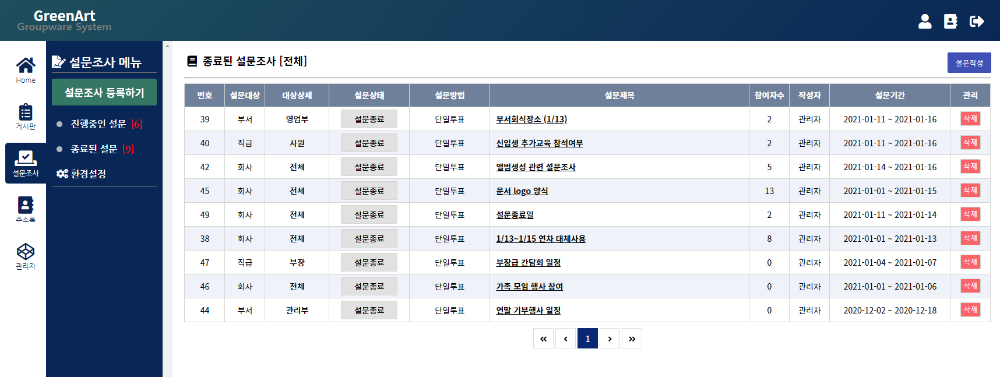 GreenArt
Groupware System
Home
게시판
설문조사
주소록
관리자
설문조사 메뉴
설문조사 등록하기
진행중인 설문 [6]
종료된 설문 [9]
환경설정
종료된 설문조사 [전체]
설문작성
번호 설문대상 대상상세 설문상태 설문방법 설문제목 참여자수 작성자 설문기간 관리
39 부서 영업부 설문종료 단일투표 부서회식장소 (1/13) 2 관리자 2021-01-11 ~ 2021-01-16 삭제
40 직급 사원 설문종료 단일투표 신입생 추가교육 참석여부 2 관리자 2021-01-11 ~ 2021-01-16 삭제
42 회사 전체 설문종료 단일투표 앨범생성 관련 설문조사 5 관리자 2021-01-14 ~ 2021-01-16 삭제
45 회사 전체 설문종료 단일투표 문서 logo 양식 13 관리자 2021-01-01 ~ 2021-01-15 삭제
49 회사 전체 설문종료 단일투표 설문종료일 2 관리자 2021-01-11 ~ 2021-01-14 삭제
38 회사 전체 설문종료 단일투표 1/13~1/15 연차 대체사용 8 관리자 2021-01-01 ~ 2021-01-13 삭제
47 직급 부장 설문종료 단일투표 부장급 간담회 일정 0 관리자 2021-01-04 ~ 2021-01-07 삭제
46 회사 전체 설문종료 단일투표 가족 모임 행사 참여 0 관리자 2021-01-01 ~ 2021-01-06 삭제
44 부서 관리부 설문종료 단일투표 연말 기부행사 일정 0 관리자 2020-12-02 ~ 2020-12-18 삭제
« ‹ 1 › »